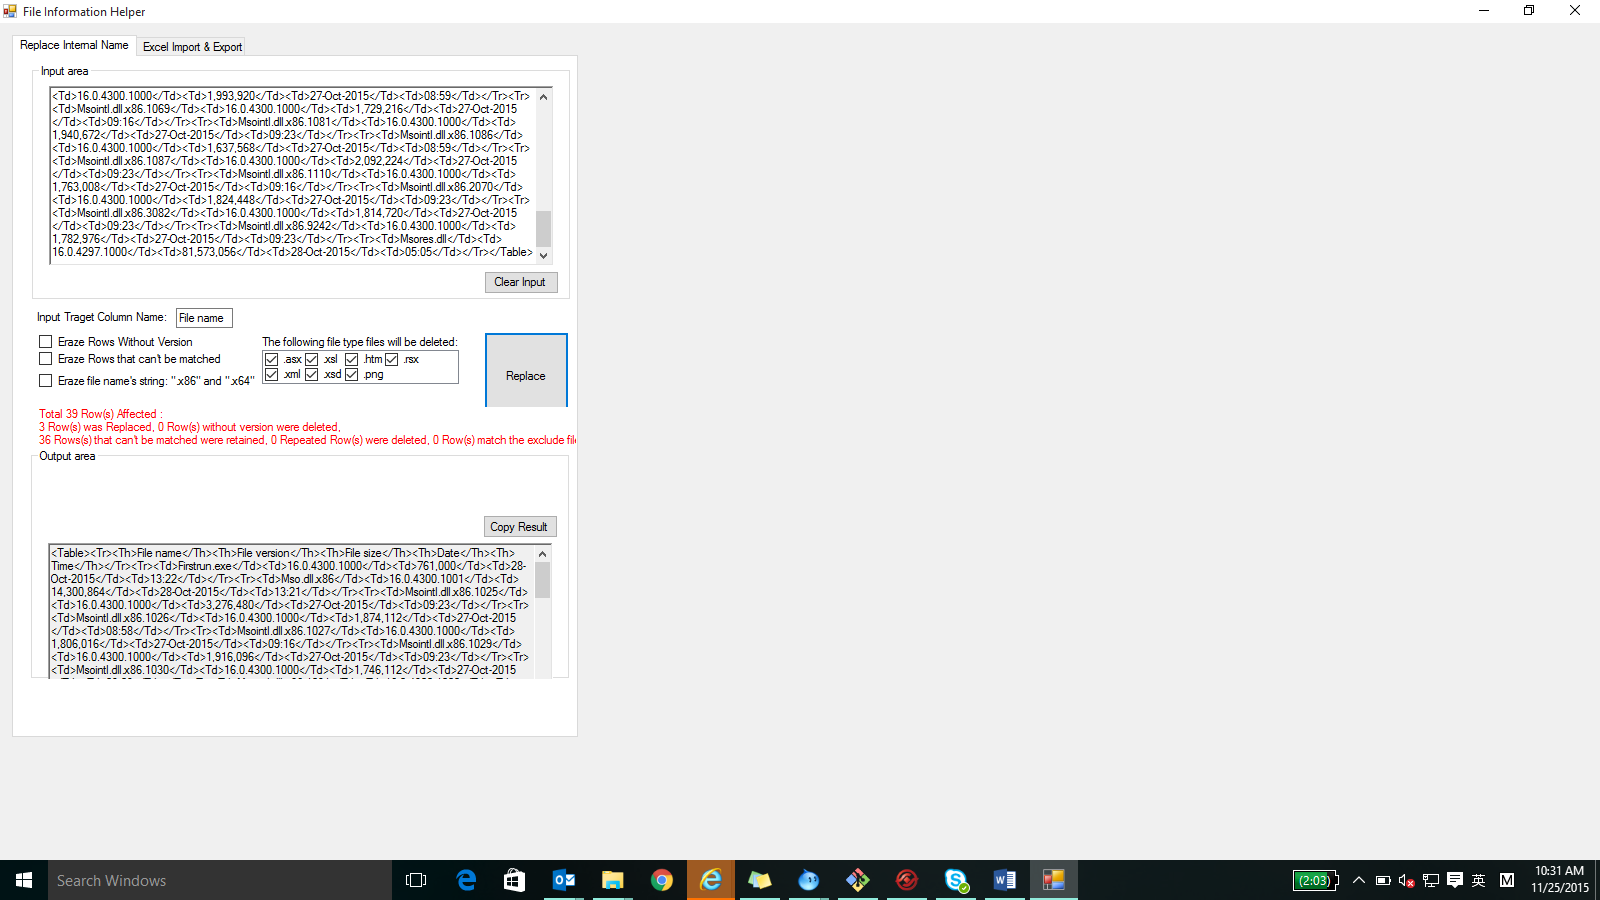 File Information Helper
Replace Internal Name
Excel Import & Export
Input area
<Td>16.0.4300.1000</Td><Td>1,993,920</Td><Td>27-Oct-2015</Td><Td>08:59</Td></Tr><Tr>
<Td>Msointl.dll.x86.1069</Td><Td>16.0.4300.1000</Td><Td>1,729,216</Td><Td>27-Oct-2015
</Td><Td>09:16</Td></Tr><Tr><Td>Msointl.dll.x86.1081</Td><Td>16.0.4300.1000</Td><Td>
1,940,672</Td><Td>27-Oct-2015</Td><Td>09:23</Td></Tr><Tr><Td>Msointl.dll.x86.1086</Td>
<Td>16.0.4300.1000</Td><Td>1,637,568</Td><Td>27-Oct-2015</Td><Td>08:59</Td></Tr><Tr>
<Td>Msointl.dll.x86.1087</Td><Td>16.0.4300.1000</Td><Td>2,092,224</Td><Td>27-Oct-2015
</Td><Td>09:23</Td></Tr><Tr><Td>Msointl.dll.x86.1110</Td><Td>16.0.4300.1000</Td><Td>
1,763,008</Td><Td>27-Oct-2015</Td><Td>09:16</Td></Tr><Tr><Td>Msointl.dll.x86.2070</Td>
<Td>16.0.4300.1000</Td><Td>1,824,448</Td><Td>27-Oct-2015</Td><Td>09:23</Td></Tr><Tr>
<Td>Msointl.dll.x86.3082</Td><Td>16.0.4300.1000</Td><Td>1,814,720</Td><Td>27-Oct-2015
</Td><Td>09:23</Td></Tr><Tr><Td>Msointl.dll.x86.9242</Td><Td>16.0.4300.1000</Td><Td>
1,782,976</Td><Td>27-Oct-2015</Td><Td>09:23</Td></Tr><Tr><Td>Msores.dll</Td><Td>
16.0.4297.1000</Td><Td>81,573,056</Td><Td>28-Oct-2015</Td><Td>05:05</Td></Tr></Table>
Clear Input
Input Traget Column Name: File name
Eraze Rows Without Version
Eraze Rows that can't be matched
Eraze file name's string: ".x86" and ".x64"
The following file type files will be deleted:
.asx .xsl .htm .rsx
.xml .xsd .png
Replace
Total 39 Row(s) Affected :
3 Row(s) was Replaced, 0 Row(s) without version were deleted,
36 Rows(s) that can't be matched were retained, 0 Repeated Row(s) were deleted, 0 Row(s) match the exclude fil
Output area
Copy Result
<Table><Tr><Th>File name</Th><Th>File version</Th><Th>File size</Th><Th>Date</Th><Th>
Time</Th></Tr><Tr><Td>Firstrun.exe</Td><Td>16.0.4300.1000</Td><Td>761,000</Td><Td>28-
Oct-2015</Td><Td>13:22</Td></Tr><Tr><Td>Mso.dll.x86</Td><Td>16.0.4300.1001</Td><Td>
14,300,864</Td><Td>28-Oct-2015</Td><Td>13:21</Td></Tr><Tr><Td>Msointl.dll.x86.1025</Td>
<Td>16.0.4300.1000</Td><Td>3,276,480</Td><Td>27-Oct-2015</Td><Td>09:23</Td></Tr><Tr>
<Td>Msointl.dll.x86.1026</Td><Td>16.0.4300.1000</Td><Td>1,874,112</Td><Td>27-Oct-2015
</Td><Td>08:58</Td></Tr><Tr><Td>Msointl.dll.x86.1027</Td><Td>16.0.4300.1000</Td><Td>
1,806,016</Td><Td>27-Oct-2015</Td><Td>09:16</Td></Tr><Tr><Td>Msointl.dll.x86.1029</Td>
<Td>16.0.4300.1000</Td><Td>1,916,096</Td><Td>27-Oct-2015</Td><Td>09:23</Td></Tr><Tr>
<Td>Msointl.dll.x86.1030</Td><Td>16.0.4300.1000</Td><Td>1,746,112</Td><Td>27-Oct-2015
Search Windows
(2:03)
英
M
10:31 AM
11/25/2015